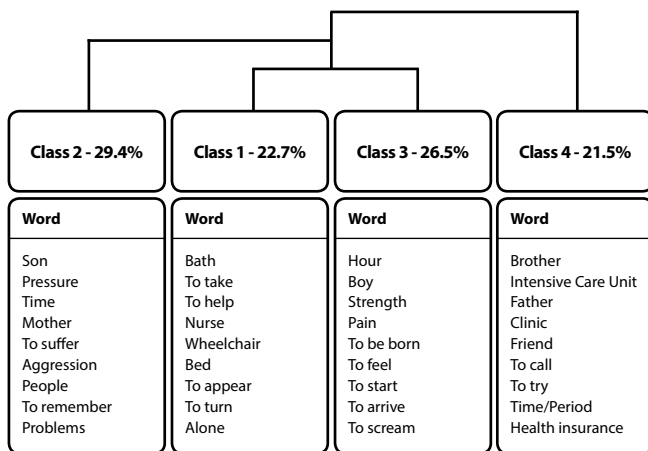 Class 2 - 29.4%
Class 1 - 22.7%
Class 3 - 26.5%
Class 4 - 21.5%
Word
Son
Pressure
Time
Mother
To suffer
Aggression
People
To remember
Problems
Word
Bath
To take
To help
Nurse
Wheelchair
Bed
To appear
To turn
Alone
Word
Hour
Boy
Strength
Pain
To be born
To feel
To start
To arrive
To scream
Word
Brother
Intensive Care Unit
Father
Clinic
Friend
To call
To try
Time/Period
Health insurance